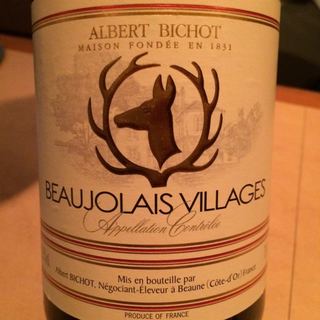 ALBERT BICHOT
MAISON FONDÉE EN 1831
BEAUJOLAIS VILLAGES
Appellation Contrôlée
Mis en bouteille par
Albert BICHOT, Négociant-Éleveur à Beaune (Côte-d'Or) France
PRODUCE OF FRANCE